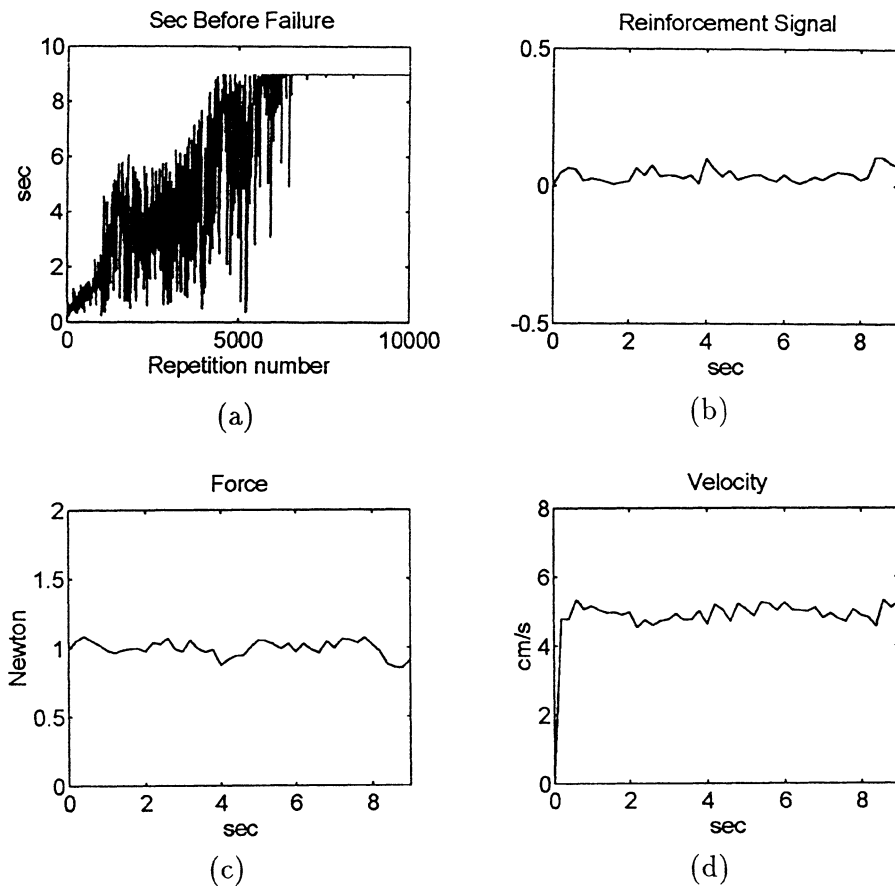 Sec Before Failure
10
8
6
4
2
0
sec
0
5000
10000
Repetition number
(a)
Reinforcement Signal
0.5
0
-0.5
0
2
4
6
8
sec
(b)
Force
2
1.5
1
0.5
0
Newton
0
2
4
6
8
sec
(c)
Velocity
8
6
4
2
0
cm/s
0
2
4
6
8
sec
(d)